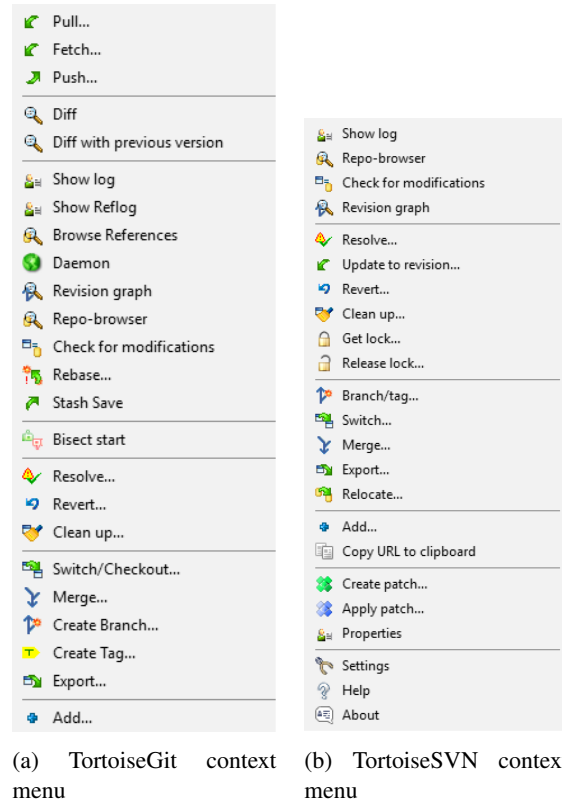 Pull...
Fetch...
Push...
Diff
Diff with previous version
Show log
Show Reflog
Browse References
Daemon
Revision graph
Repo-browser
Check for modifications
Rebase...
Stash Save
Bisect start
Resolve...
Revert...
Clean up...
Switch/Checkout...
Merge...
Create Branch...
Create Tag...
Export...
Add...
(a) TortoiseGit context
menu
Show log
Repo-browser
Check for modifications
Revision graph
Resolve...
Update to revision...
Revert...
Clean up...
Get lock...
Release lock...
Branch/tag...
Switch...
Merge...
Export...
Relocate...
Add...
Copy URL to clipboard
Create patch...
Apply patch...
Properties
Settings
Help
About
(b) TortoiseSVN contex
menu